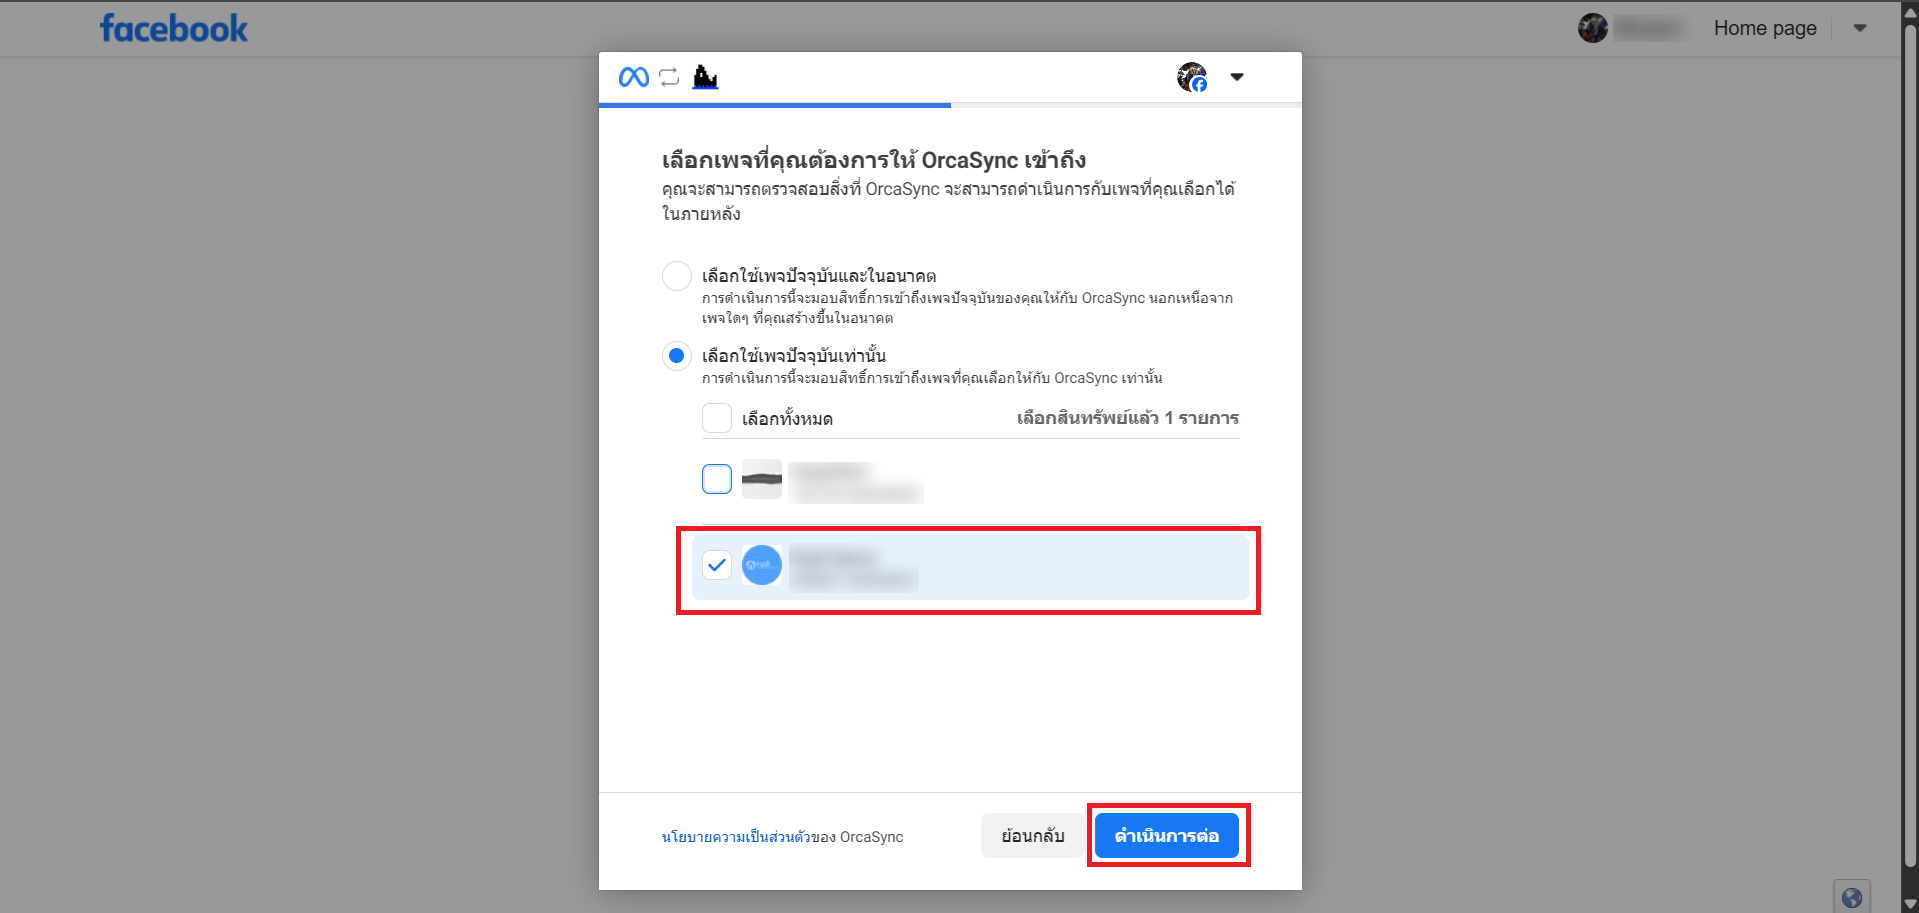 facebook
Home page
เลือกเพจที่คุณต้องการให้ OrcaSync เข้าถึง
คุณจะสามารถตรวจสอบสิ่งที่ OrcaSync จะสามารถดำเนินการกับเพจที่คุณเลือกได้
ในภายหลัง
เลือกใช้เพจปัจจุบันและในอนาคต
การดำเนินการนี้จะมอบสิทธิ์การเข้าถึงเพจปัจจุบันของคุณให้กับ OrcaSync นอกเหนือจาก
เพจใดๆ ที่คุณสร้างขึ้นในอนาคต
เลือกใช้เพจปัจจุบันเท่านั้น
การดำเนินการนี้จะมอบสิทธิ์การเข้าถึงเพจที่คุณเลือกให้กับ OrcaSync เท่านั้น
เลือกทั้งหมด เลือกสินทรัพย์แล้ว 1 รายการ
นโยบายความเป็นส่วนตัวของ OrcaSync ย้อนกลับ ดำเนินการต่อ